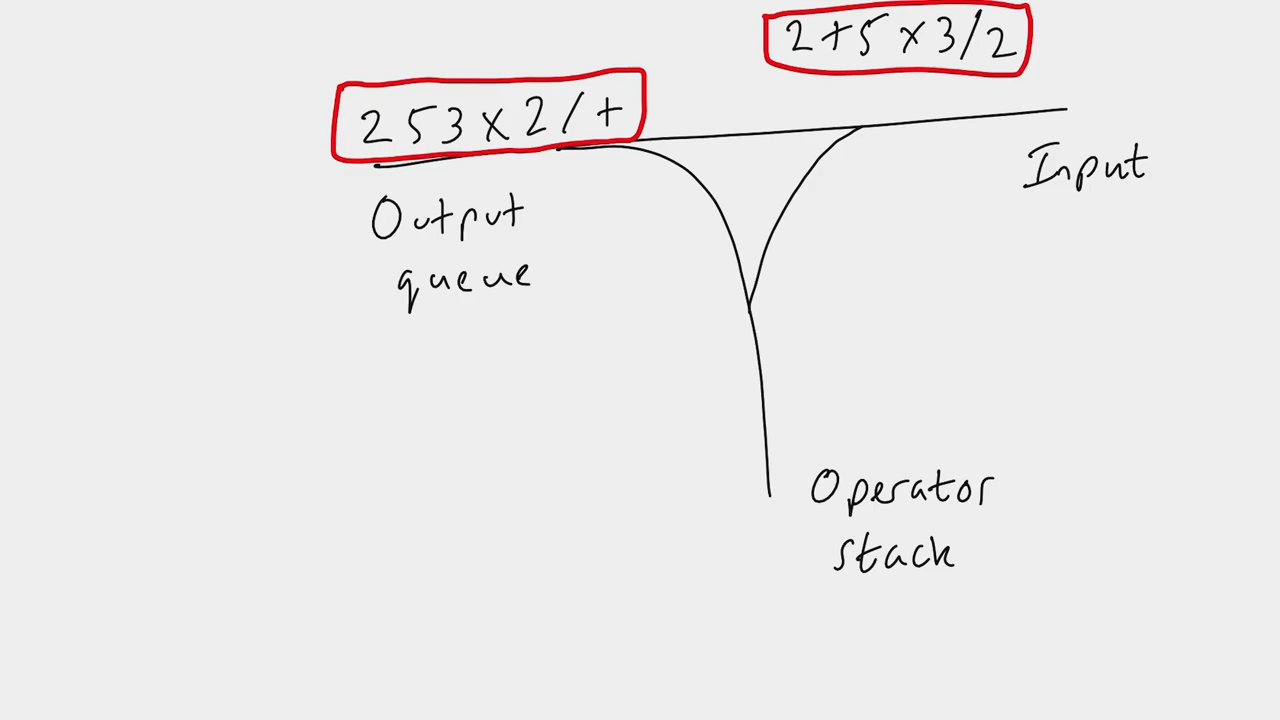 2+5×3/2
253×2/+
Input
Output
queue
Operator
stack